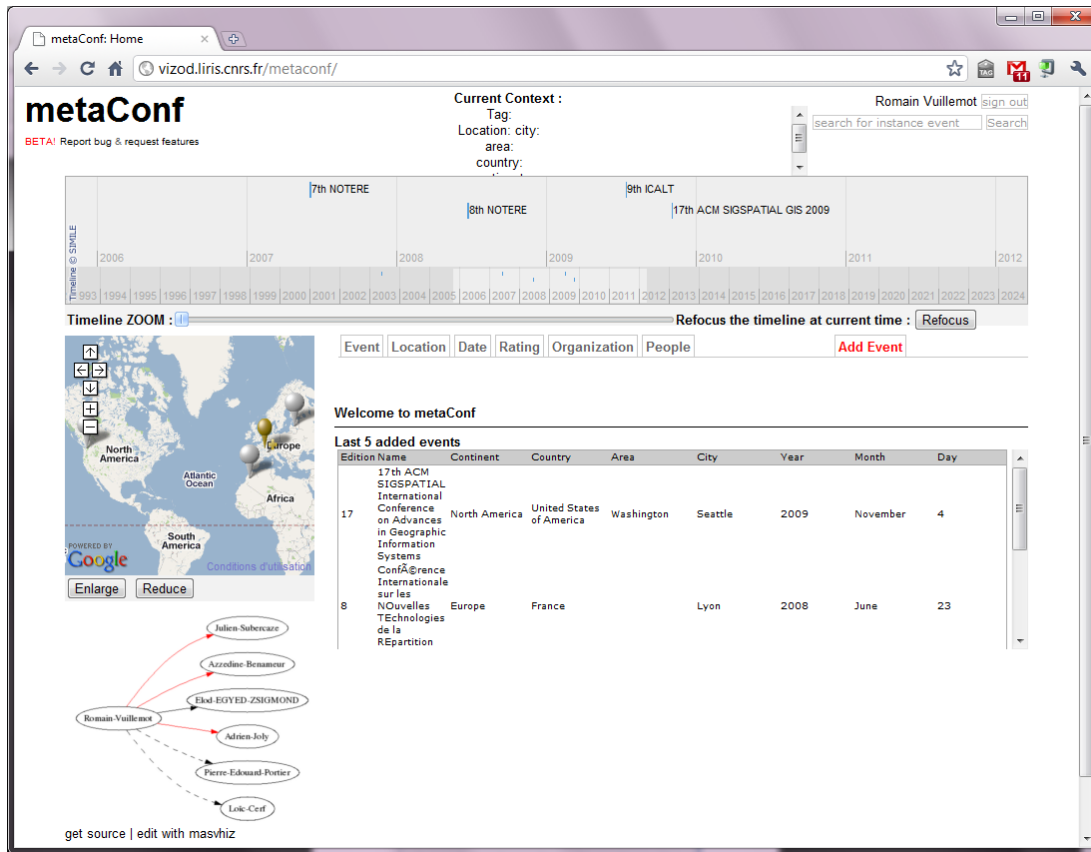 metaConf: Home
vizod.liris.cnrs.fr/metaconf/
TAG
11
metaConf
BETA! Report bug & request features
Current Context :
Tag:
Location: city:
area:
country:
Romain Vuillemot sign out
search for instance event Search
7th NOTERE
9th ICALT
8th NOTERE
17th ACM SIGSPATIAL GIS 2009
Timeline © SIMILE
2006 2007 2008 2009 2010 2011 2012
993 1994 1995 1996 1997 1998 1999 2000 2001 2002 2003 2004 2005 2006 2007 2008 2009 2010 2011 2012 2013 2014 2015 2016 2017 2018 2019 2020 2021 2022 2023 2024
Timeline ZOOM : Refocus the timeline at current time : Refocus
Event Location Date Rating Organization People Add Event
North America
Europe
Atlantic Ocean
Africa
South America
POWERED BY
Google
Conditions d'utilisation
Enlarge Reduce
Welcome to metaConf
Last 5 added events
Edition Name Continent Country Area City Year Month Day
17 17th ACM SIGSPATIAL International Conference on Advances in Geographic Information Systems North America United States of America Washington Seattle 2009 November 4
8 ConfÃ©rence Internationale sur les NOuvelles TEchnologies de la REpartition Europe France Lyon 2008 June 23
Julien-Subercaze
Azzedine-Benameur
Elod-EGYED-ZSIGMOND
Romain-Vuillemot
Adrien-Joly
Pierre-Edouard-Portier
Loic-Cerf
get source | edit with masvhiz